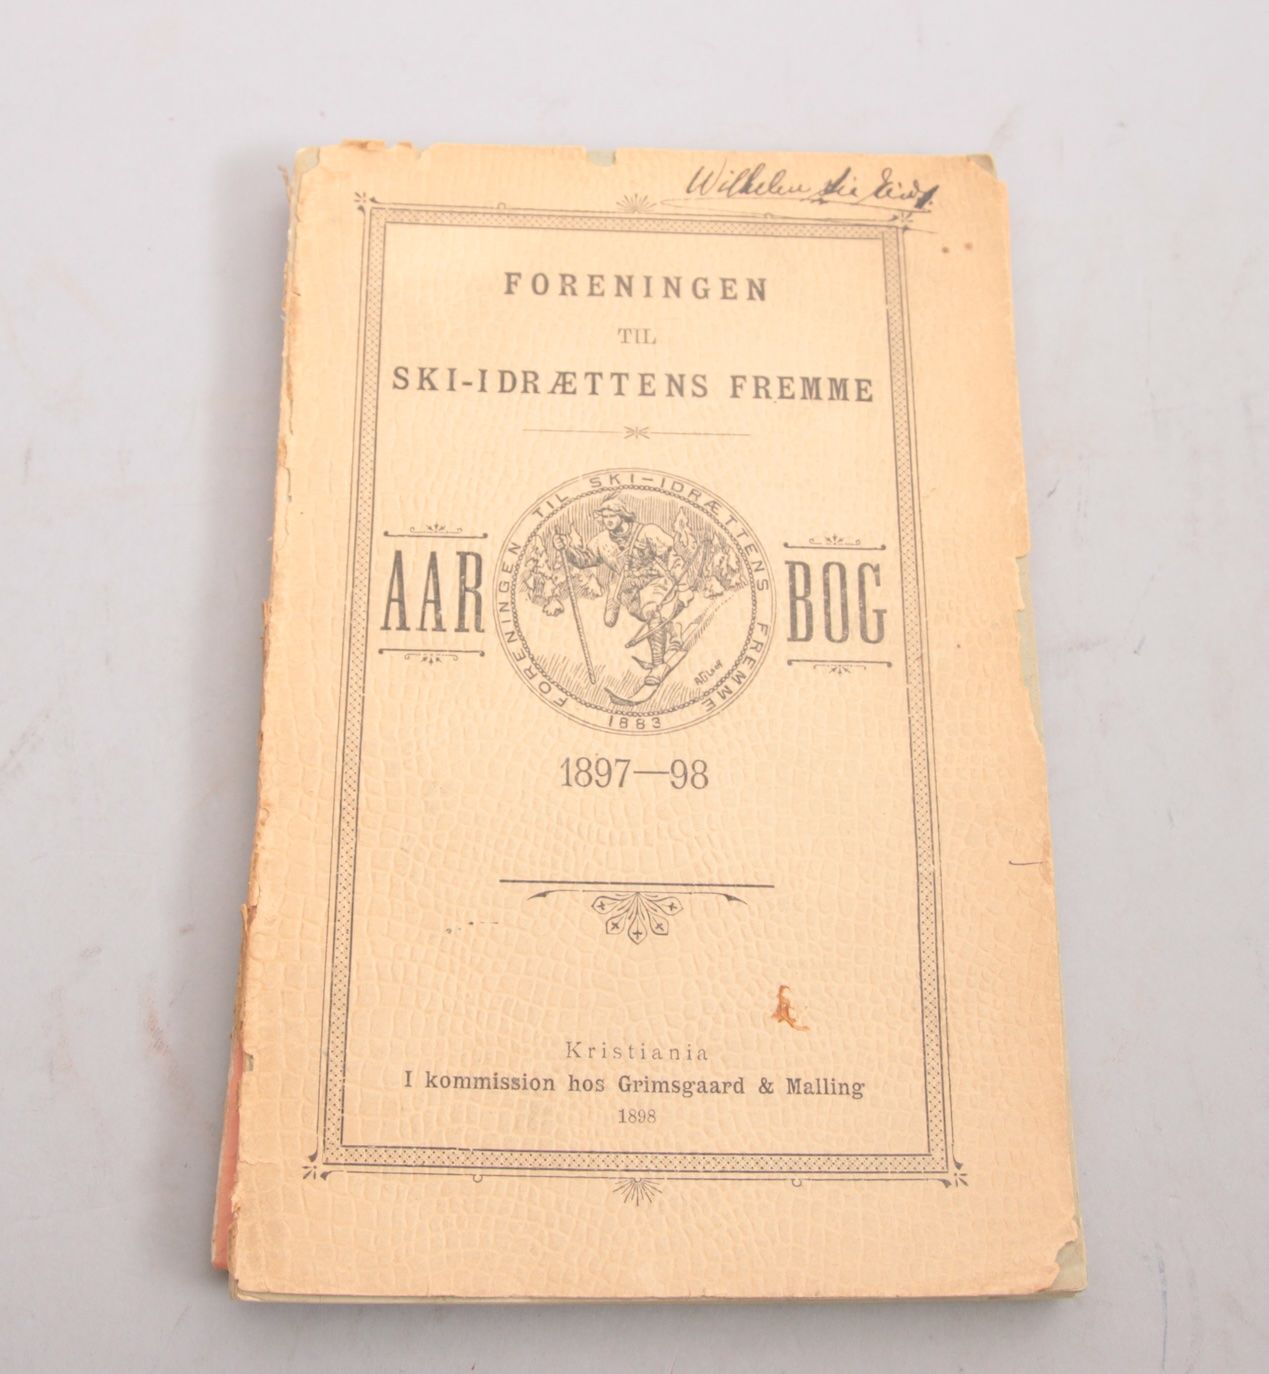 Wilhelm
FORENINGEN
TIL
SKI-IDRÆTTENS FREMME
FORENINGEN TIL SKI-IDRÆTTENS FREMME
1883
AAR BOG
1897—98
Kristiania
I kommission hos Grimsgaard & Malling
1898